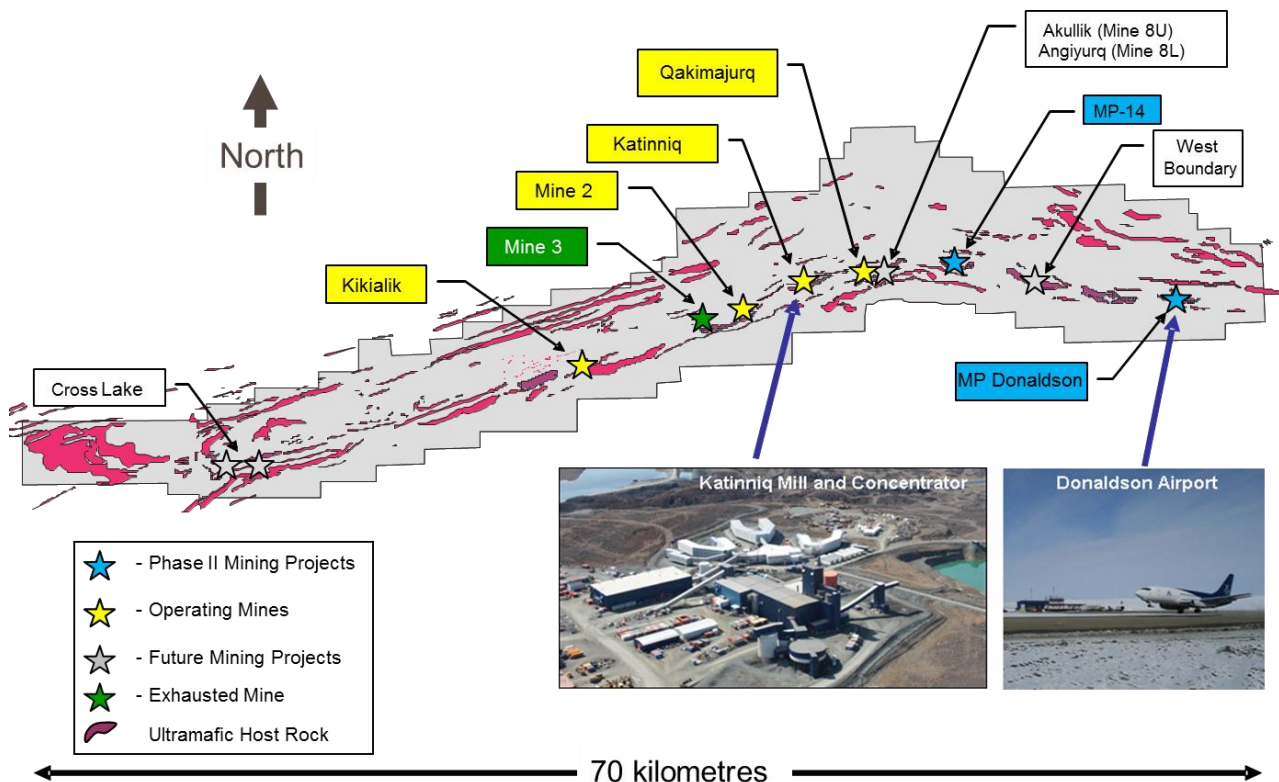 Akullik (Mine 8U)
Angiyurq (Mine 8L)
Qakimajurq
MP-14
North
Katinniq
West
Boundary
Mine 2
Mine 3
Kikialik
MP Donaldson
Cross Lake
Katinniq Mill and Concentrator
Donaldson Airport
- Phase II Mining Projects
- Operating Mines
- Future Mining Projects
- Exhausted Mine
Ultramafic Host Rock
70 kilometres